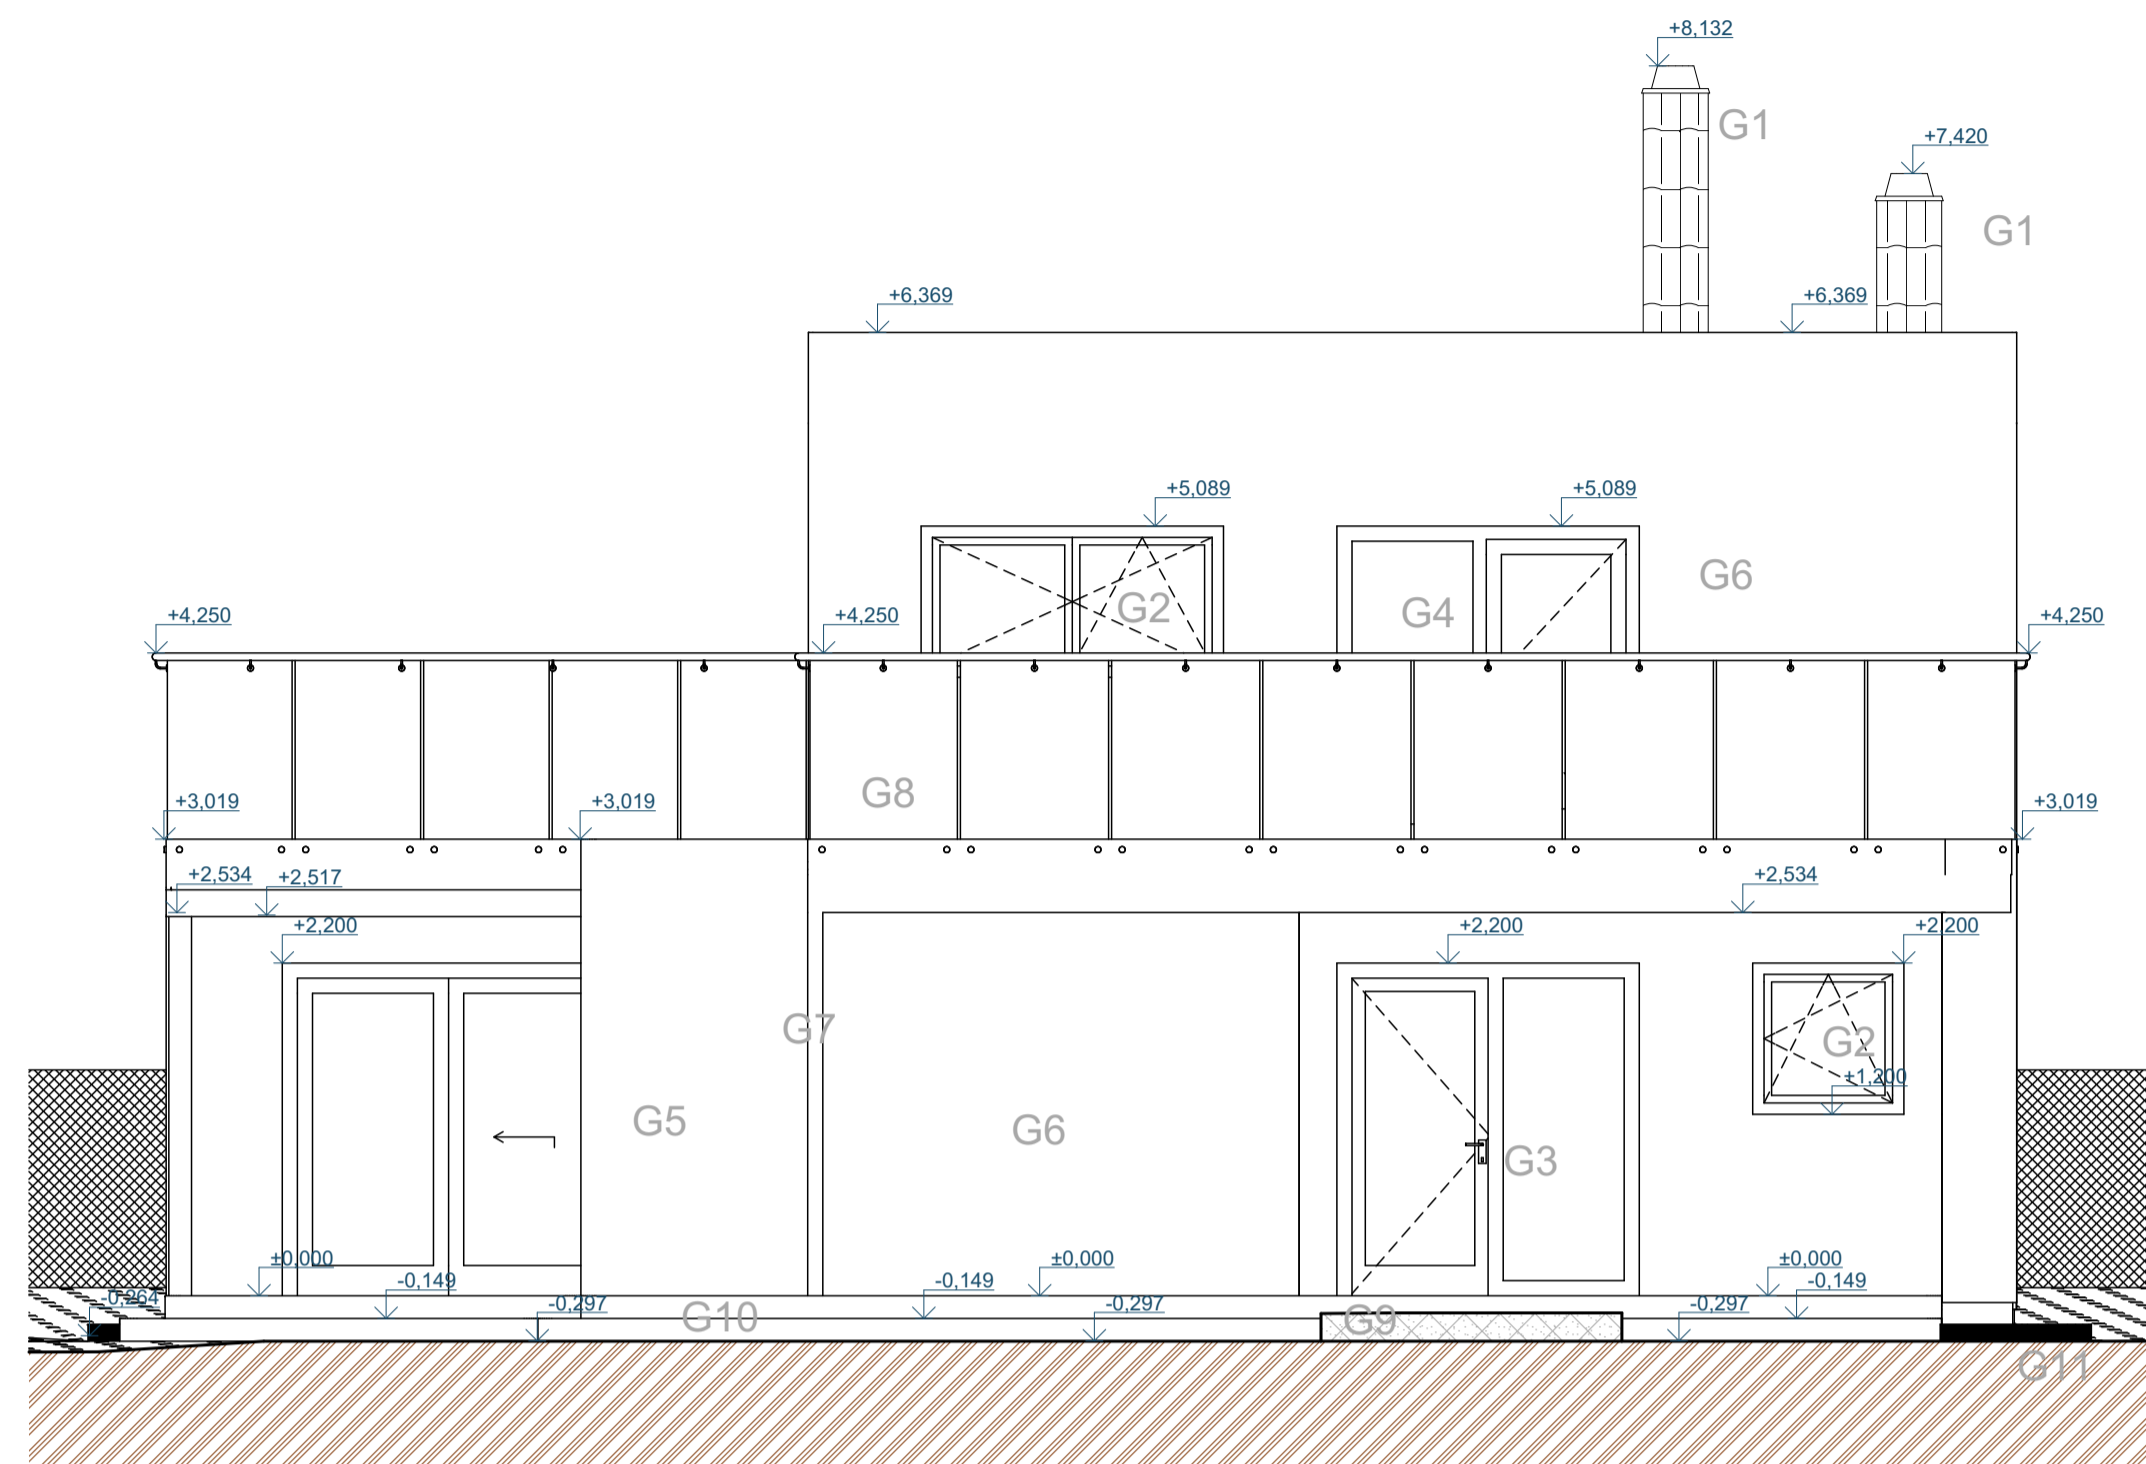 +8,132
G1
+7,420
G1
+6,369
+6,369
+5,089
+5,089
G6
G2
G4
+4,250
+4,250
+4,250
G8
+3,019
+3,019
+3,019
+2,534
+2,517
+2,534
+2,200
+2,200
+2,200
G7
G2
+1,200
G5
G6
G3
±0,000
±0,000
±0,000
-0,149
-0,149
-0,149
-0,264
-0,297
-0,297
-0,297
G10
G9
G11